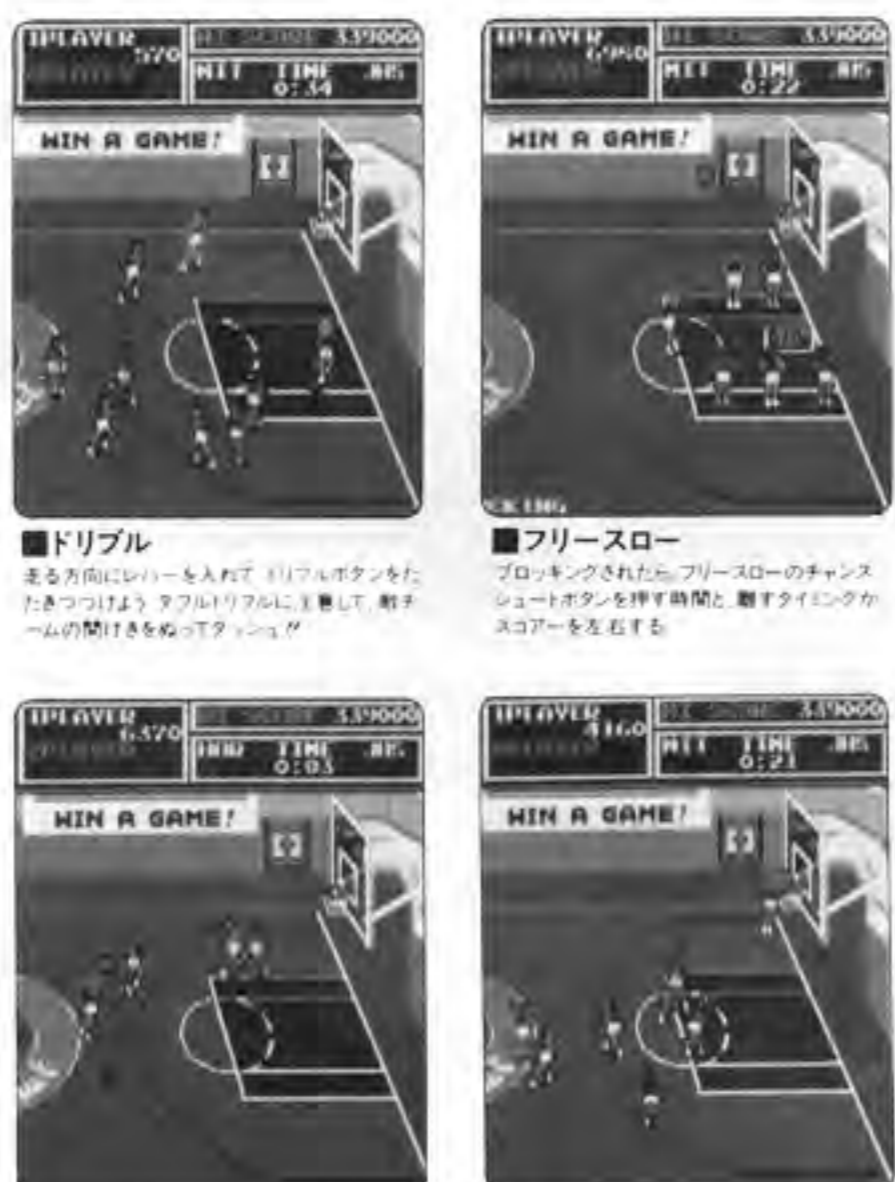 1PLAYER
570
HI SCORE 339000
HIT TIME
0:34
WIN A GAME!
1PLAYER
6980
HI SCORE 339000
HIT TIME
0:22
WIN A GAME!
■ドリブル
走る方向にレバーを入れて ドリブルボタンをた
たきつづけよう ダブルドリブルに注意して、敵チ
ームの間げきをぬってダッシュ!!
■フリースロー
ブロッキングされたら、フリースローのチャンス
シュートボタンを押す時間と、離すタイミングが
スコアーを左右する
1PLAYER
6370
HI SCORE 339000
TIME
0:03
WIN A GAME!
1PLAYER
4160
HI SCORE 339000
HIT TIME
0:21
WIN A GAME!